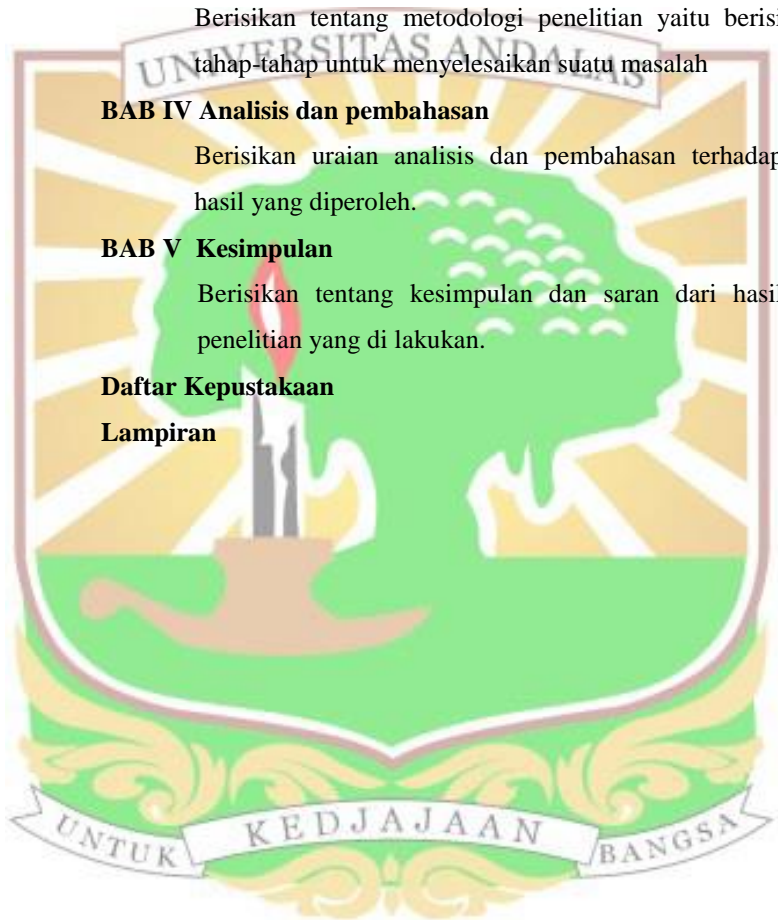 Berisikan tentang metodologi penelitian yaitu berisi
UNIVERSITAS ANDALAS
tahap-tahap untuk menyelesaikan suatu masalah
BAB IV Analisis dan pembahasan
Berisikan uraian analisis dan pembahasan terhadap
hasil yang diperoleh.
BAB V Kesimpulan
Berisikan tentang kesimpulan dan saran dari hasil
penelitian yang di lakukan.
Daftar Kepustakaan
Lampiran
UNTUK KEDJAJAAN BANGSA